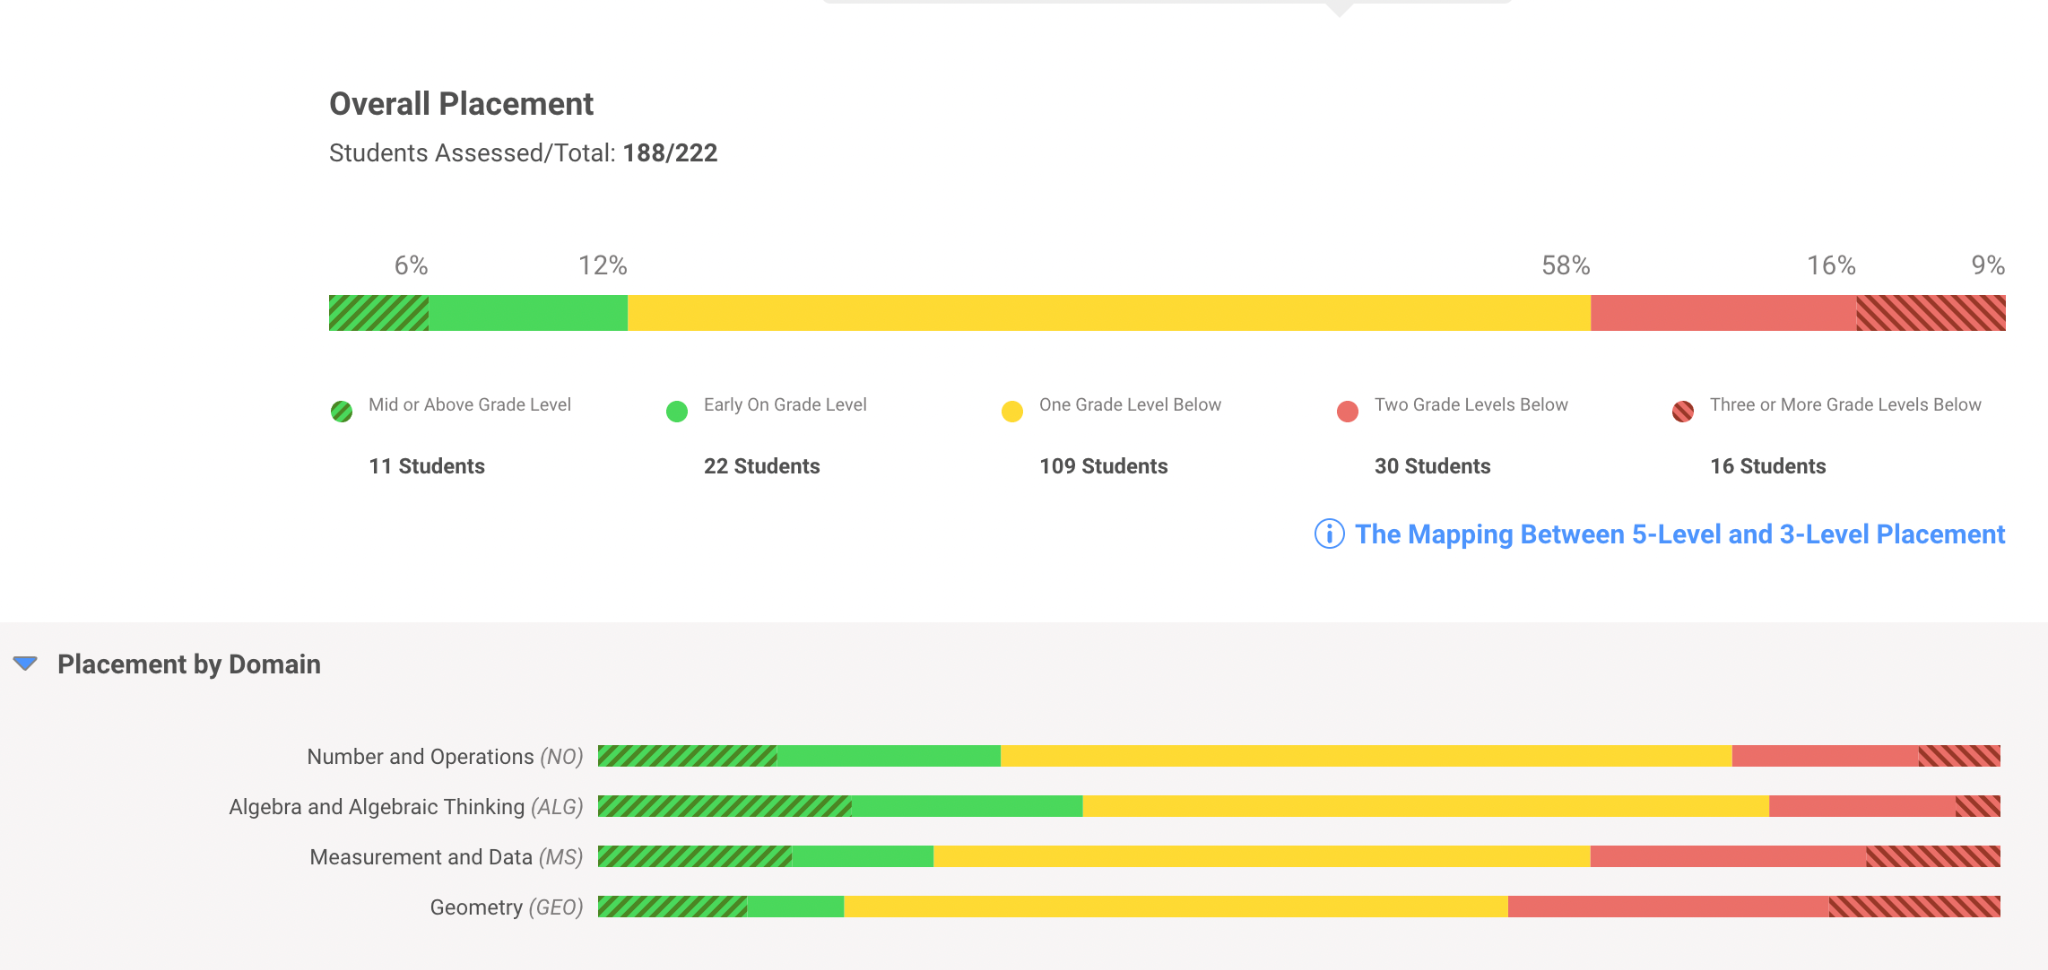 Overall Placement
Students Assessed/Total: 188/222
6% 12% 58% 16% 9%
Mid or Above Grade Level Early On Grade Level One Grade Level Below Two Grade Levels Below Three or More Grade Levels Below
11 Students 22 Students 109 Students 30 Students 16 Students
The Mapping Between 5-Level and 3-Level Placement
Placement by Domain
Number and Operations (NO)
Algebra and Algebraic Thinking (ALG)
Measurement and Data (MS)
Geometry (GEO)